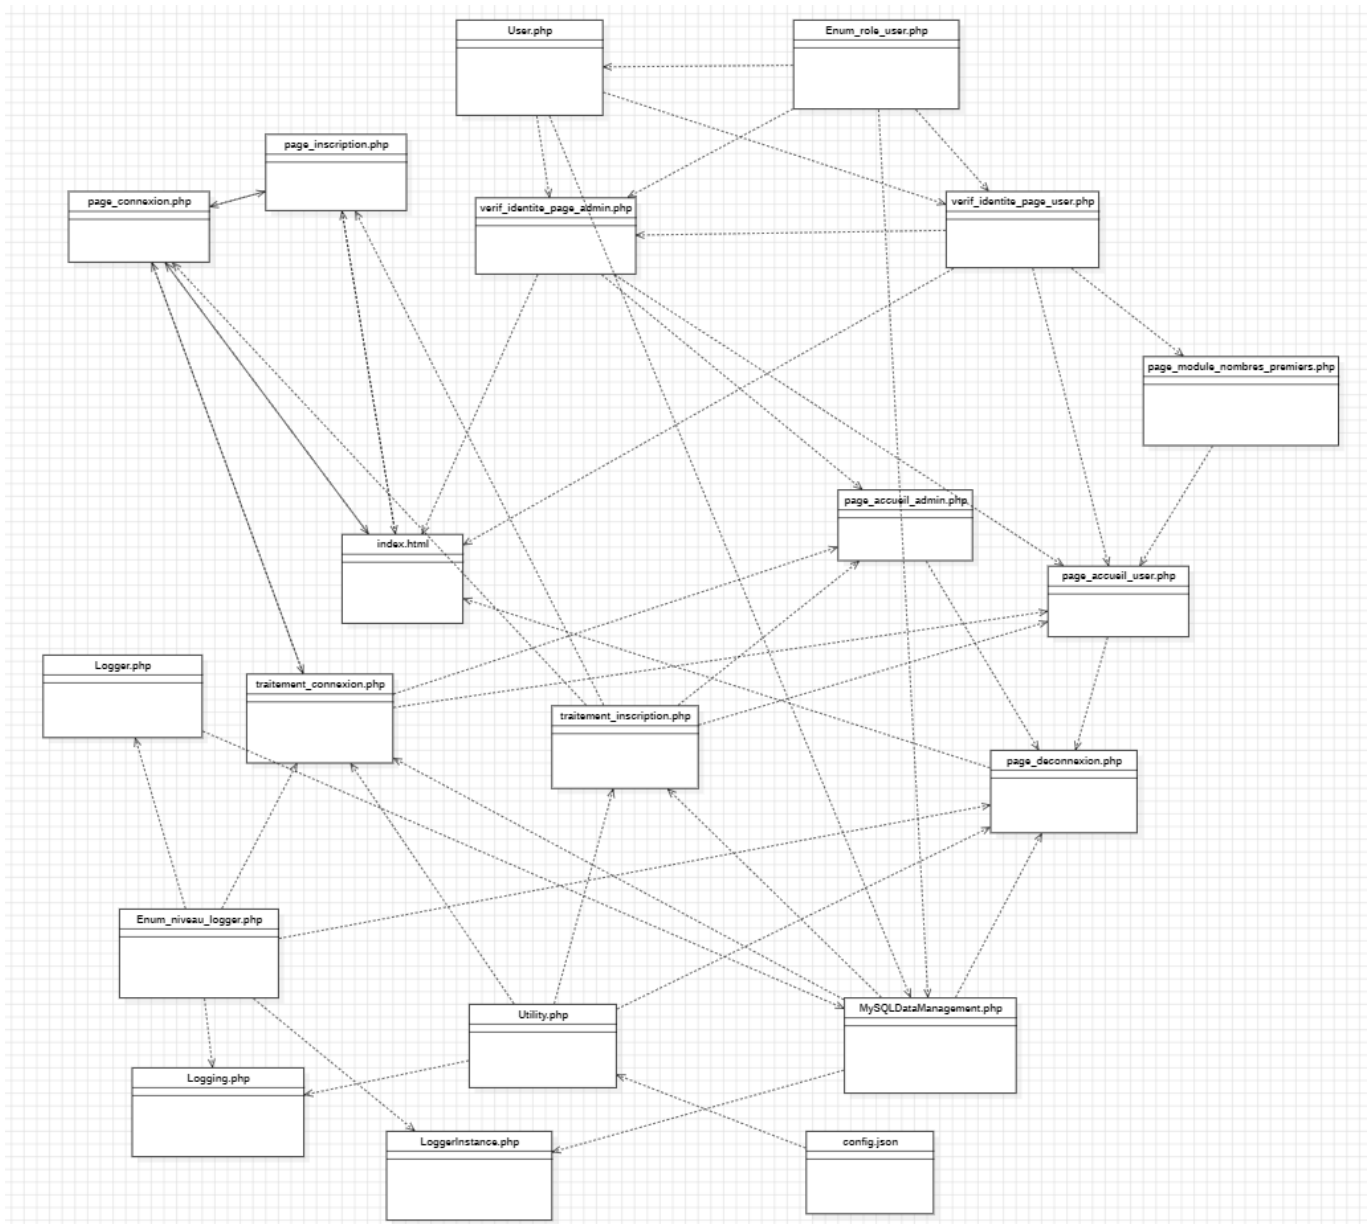 User.php
Enum_role_user.php
page_inscription.php
page_connexion.php
verif_identite_page_admin.php
verif_identite_page_user.php
page_module_nombres_premiers.php
page_accueil_admin.php
index.html
page_accueil_user.php
Logger.php
traitement_connexion.php
traitement_inscription.php
page_deconnexion.php
Enum_niveau_logger.php
MySQLDataManagement.php
Utility.php
Logging.php
LoggerInstance.php
config.json